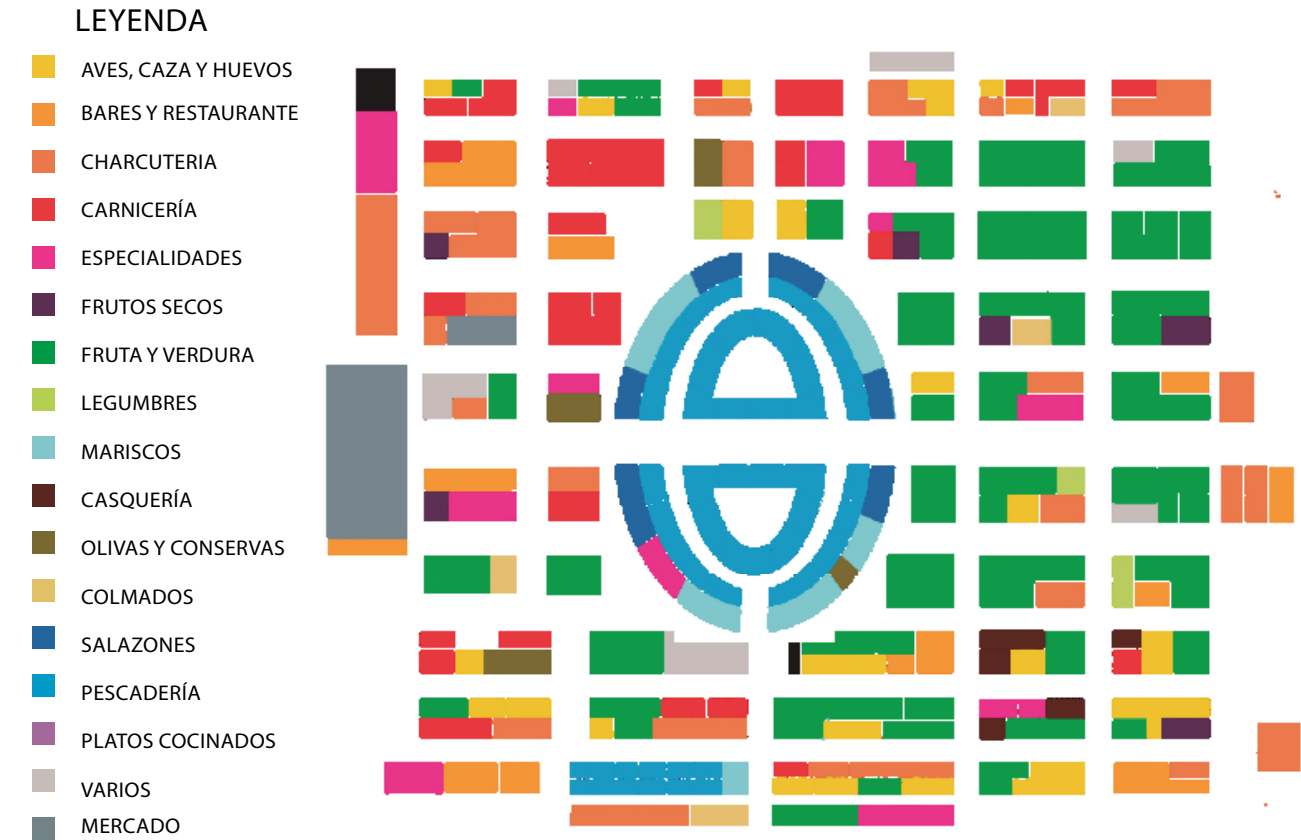 LEYENDA
AVES, CAZA Y HUEVOS
BARES Y RESTAURANTE
CHARCUTERIA
CARNICERÍA
ESPECIALIDADES
FRUTOS SECOS
FRUTA Y VERDURA
LEGUMBRES
MARISCOS
CASQUERÍA
OLIVAS Y CONSERVAS
COLMADOS
SALAZONES
PESCADERÍA
PLATOS COCINADOS
VARIOS
MERCADO